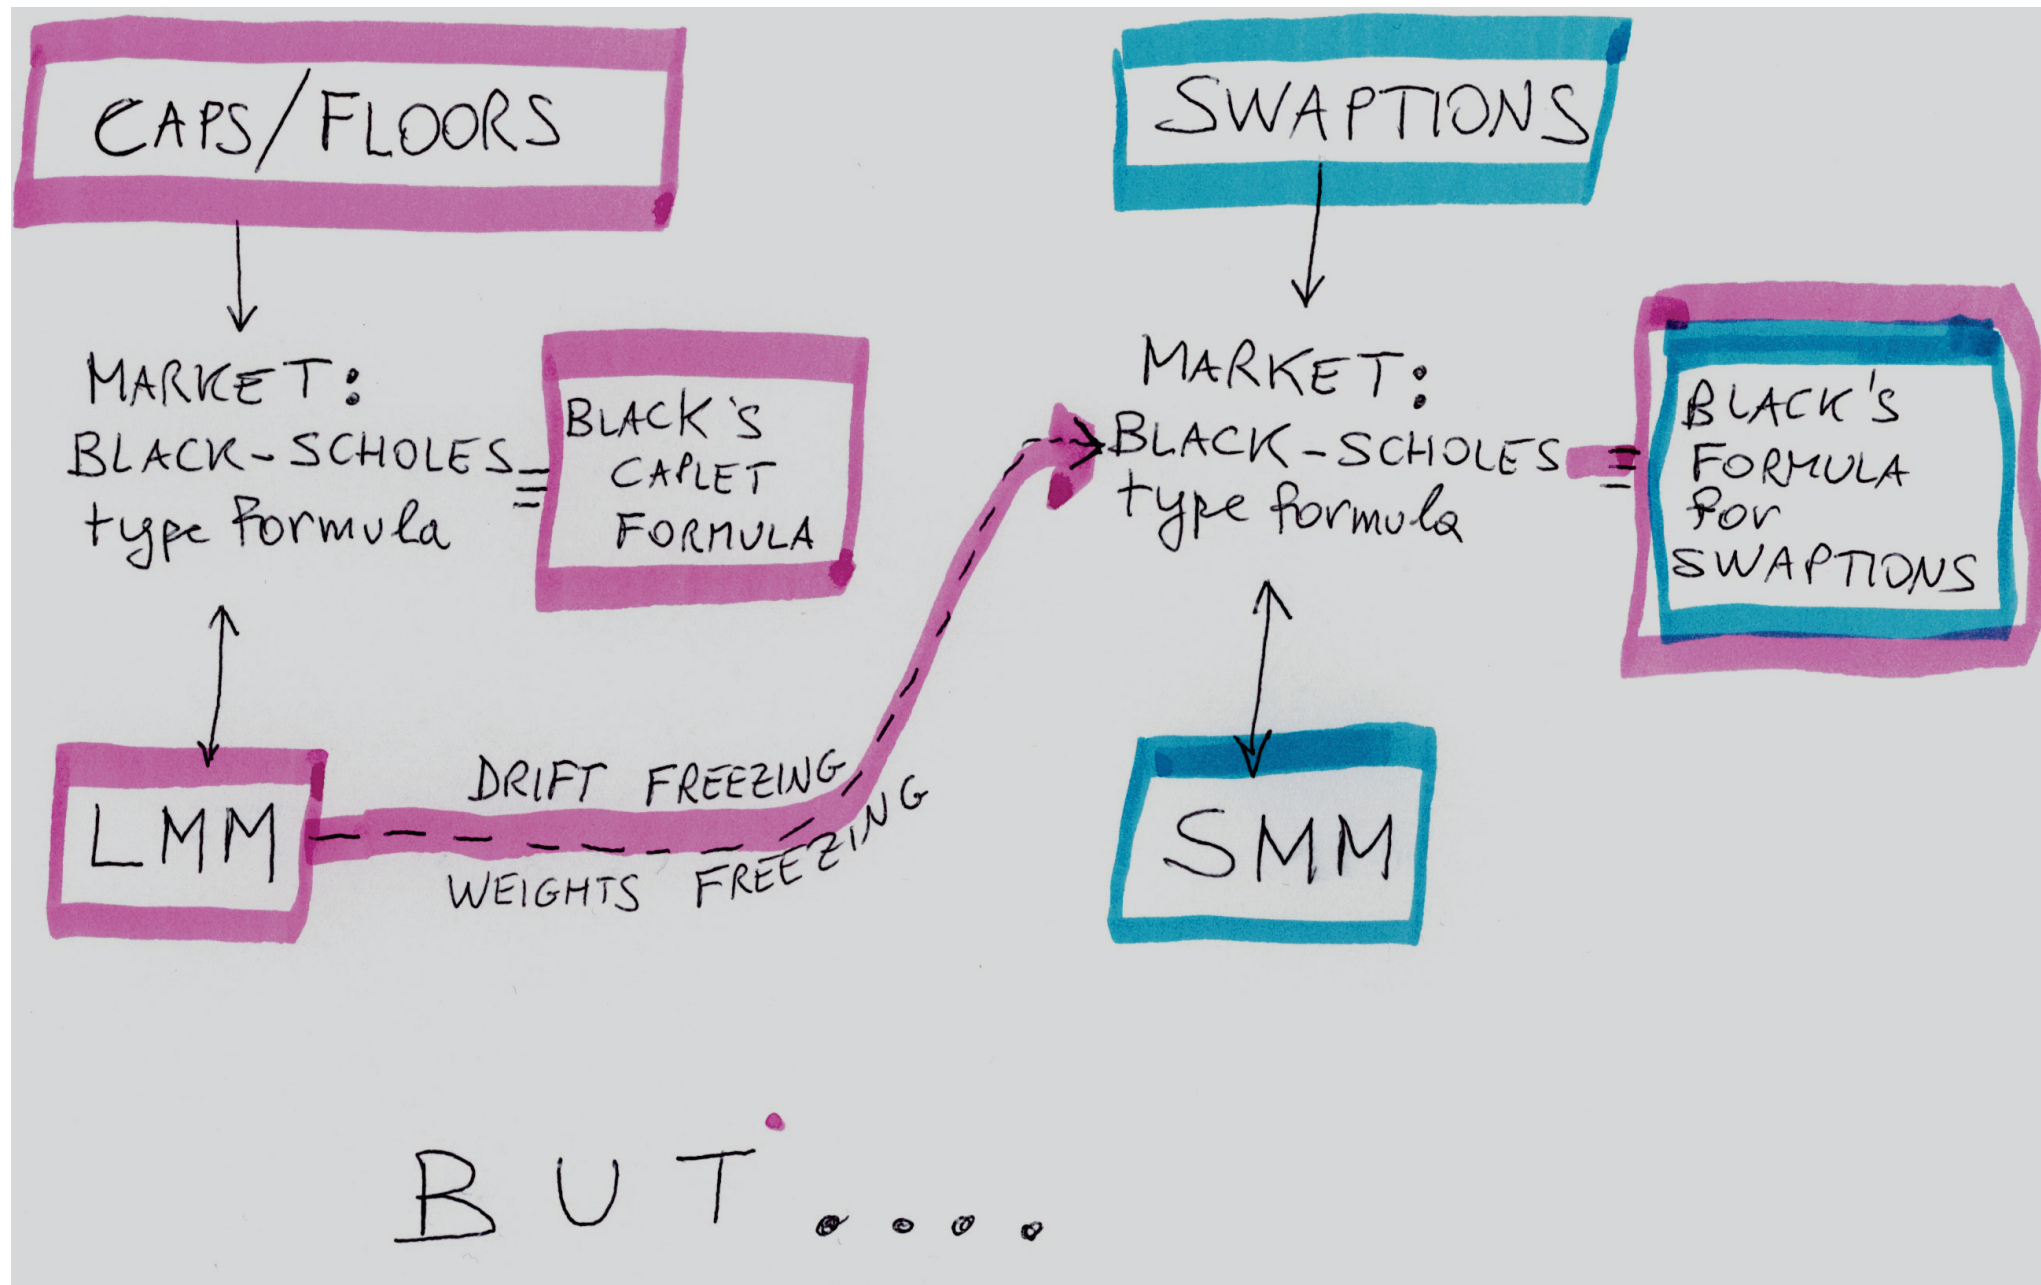 CAPS/FLOORS
SWAPTIONS
MARKET:
BLACK-SCHOLES
type formula
=
BLACK'S
CAPLET
FORMULA
MARKET:
BLACK-SCHOLES
type formula
=
BLACK'S
FORMULA
for
SWAPTIONS
LMM
DRIFT FREEZING
WEIGHTS FREEZING
SMM
BUT....